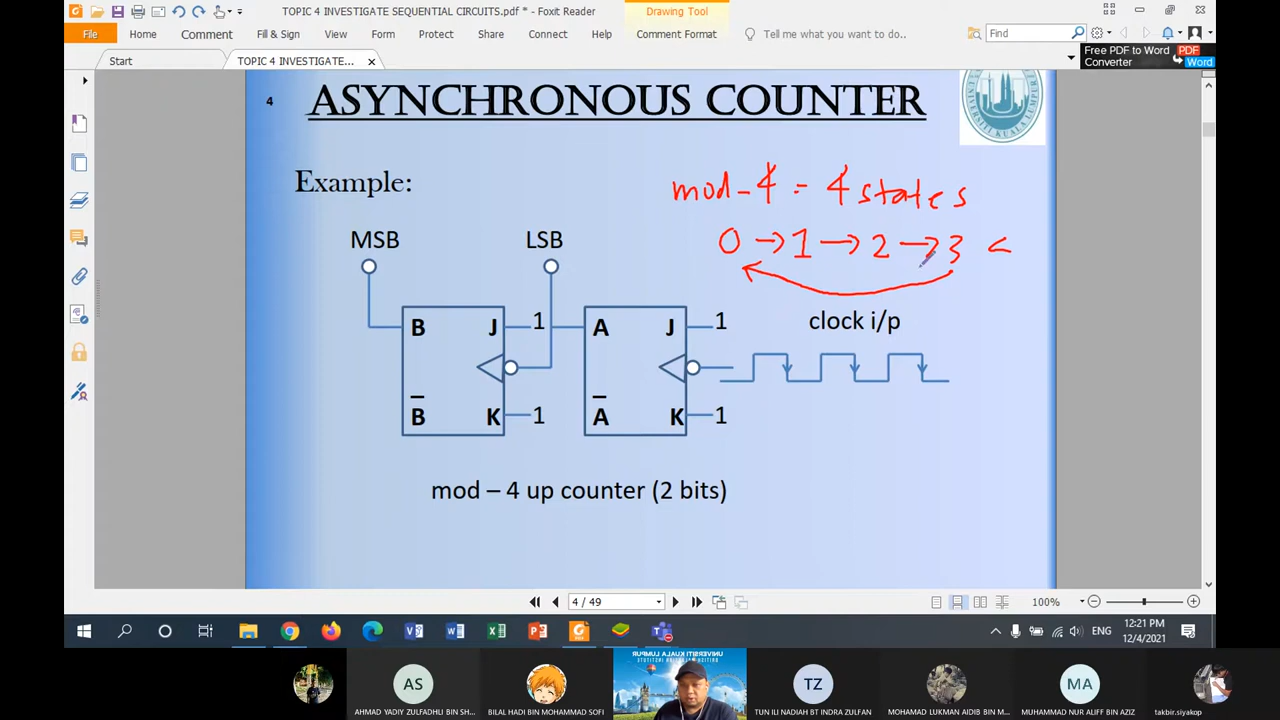 TOPIC 4 INVESTIGATE SEQUENTIAL CIRCUITS.pdf * - Foxit Reader
Drawing Tool
File Home Comment Fill & Sign View Form Protect Share Connect Help Comment Format Tell me what you want to do.. Find
Start
TOPIC 4 INVESTIGATE SEQUENTIAL...
Free PDF to Word Converter
PDF
Word
4
ASYNCHRONOUS COUNTER
Example:
mod-4 = 4 states
0 → 1 → 2 → 3
MSB
LSB
clock i/p
B J 1
A J 1
B K 1
A K 1
mod – 4 up counter (2 bits)
4 / 49
100%
ENG
12:21 PM
12/4/2021
AS
TZ
MA
AHMAD YADIY ZULFADHLI BIN SH...
BILAL HADI BIN MOHAMMAD SOFI
TUN ILI NADIAH BT INDRA ZULFAN
MOHAMAD LUKMAN AIDIB BIN M...
MUHAMMAD NUR ALIFF BIN AZIZ
takbir.siyakop